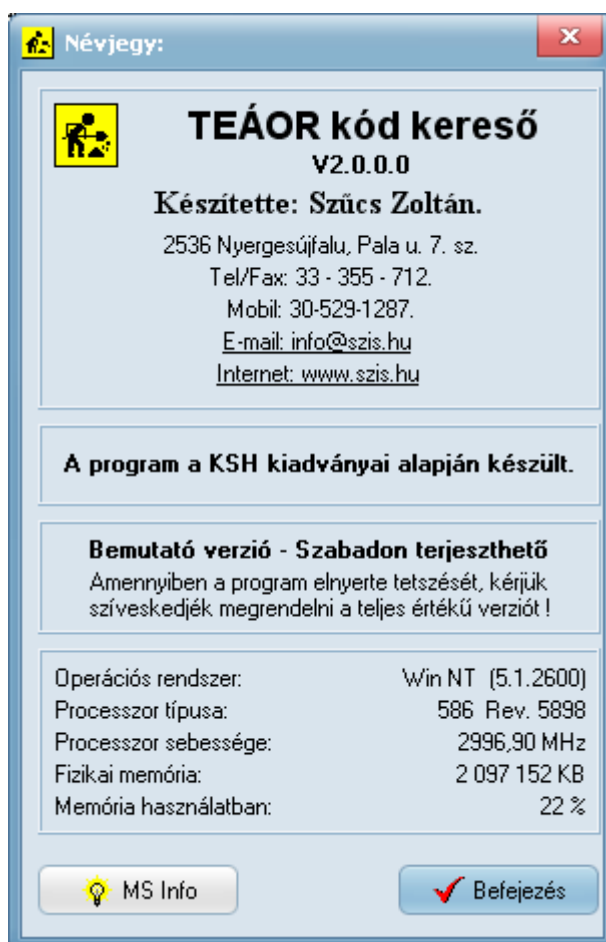 Névjegy:
TEÁOR kód kereső
V2.0.0.0
Készítette: Szűcs Zoltán.
2536 Nyergesújfalu, Pala u. 7. sz.
Tel/Fax: 33 - 355 - 712.
Mobil: 30-529-1287.
E-mail: info@szis.hu
Internet: www.szis.hu
A program a KSH kiadványai alapján készült.
Bemutató verzió - Szabadon terjeszthető
Amennyiben a program elnyerte tetszését, kérjük
szíveskedjék megrendelni a teljes értékű verziót !
Operációs rendszer: Win NT (5.1.2600)
Processzor típusa: 586 Rev. 5898
Processzor sebessége: 2996,90 MHz
Fizikai memória: 2 097 152 KB
Memória használatban: 22 %
MS Info Befejezés